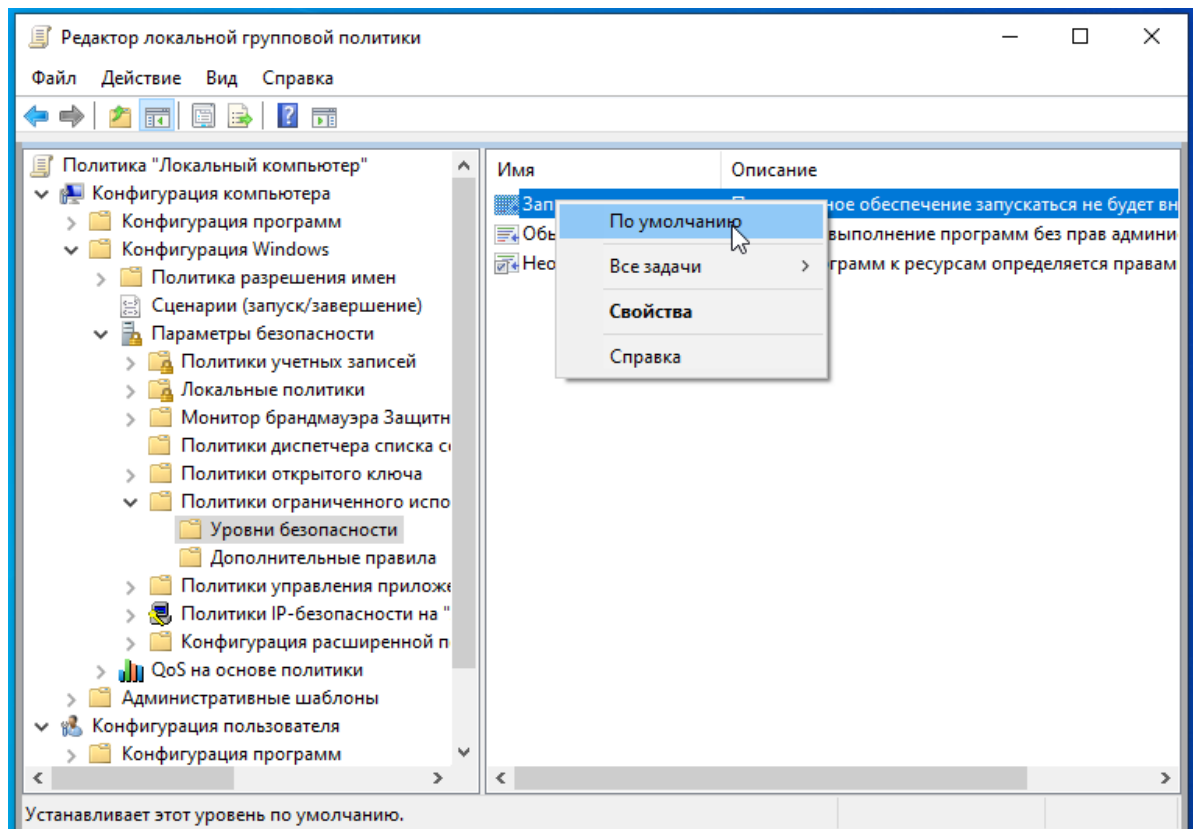 Редактор локальной групповой политики
Файл Действие Вид Справка
Политика "Локальный компьютер"
Конфигурация компьютера
Конфигурация программ
Конфигурация Windows
Политика разрешения имен
Сценарии (запуск/завершение)
Параметры безопасности
Политики учетных записей
Локальные политики
Монитор брандмауэра Защитн
Политики диспетчера списка с
Политики открытого ключа
Политики ограниченного испо
Уровни безопасности
Дополнительные правила
Политики управления приложе
Политики IP-безопасности на "
Конфигурация расширенной п
QoS на основе политики
Административные шаблоны
Конфигурация пользователя
Конфигурация программ
Имя Описание
Зап ное обеспечение запускаться не будет вн
Обы выполнение программ без прав админи
Нео грамм к ресурсам определяется правам
По умолчанию
Все задачи
Свойства
Справка
Устанавливает этот уровень по умолчанию.